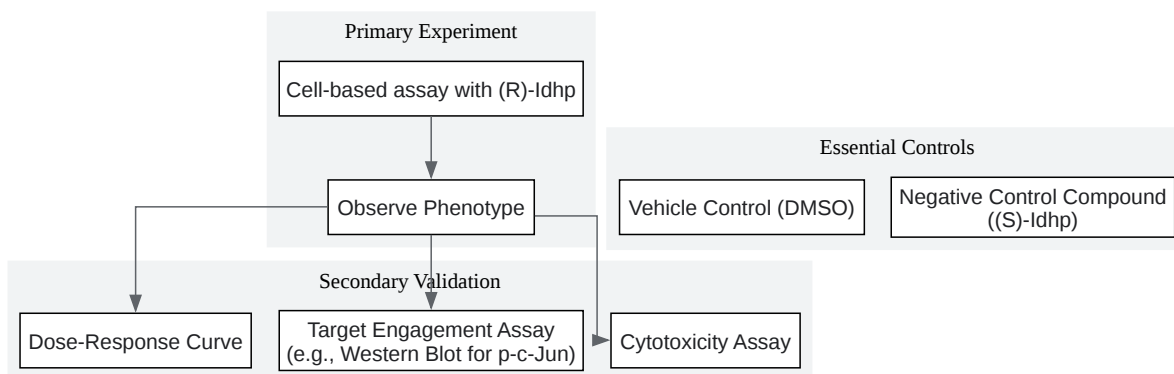 Primary Experiment
Cell-based assay with (R)-Idhp
Observe Phenotype
Essential Controls
Vehicle Control (DMSO)
Negative Control Compound
((S)-Idhp)
Secondary Validation
Dose-Response Curve
Target Engagement Assay
(e.g., Western Blot for p-c-Jun)
Cytotoxicity Assay